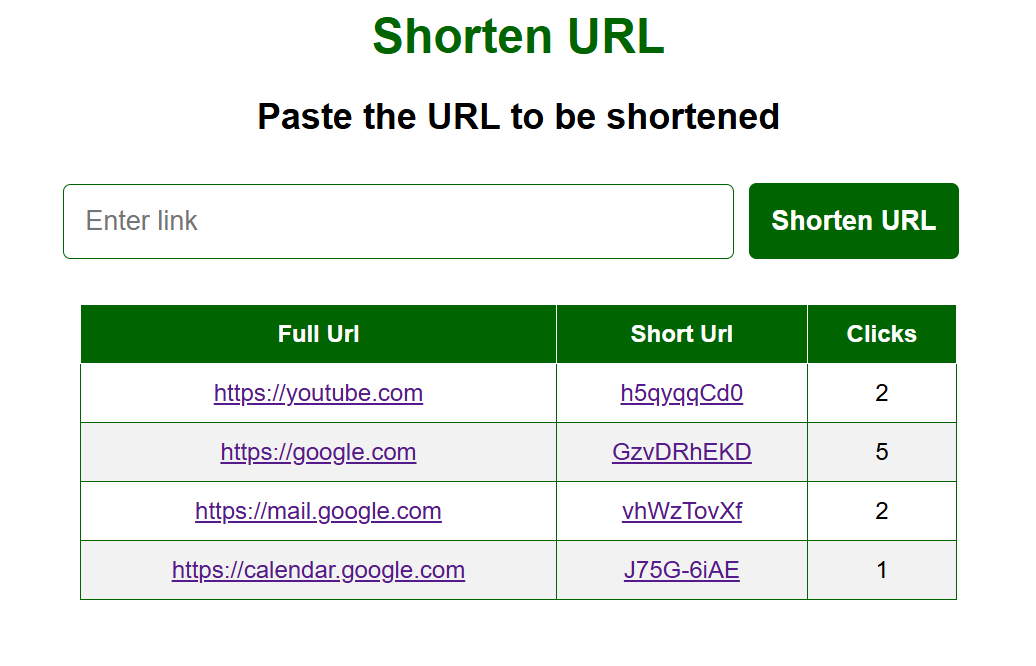 Shorten URL
Paste the URL to be shortened
Enter link Shorten URL
Full Url Short Url Clicks
https://youtube.com h5qyqqCd0 2
https://google.com GzvDRhEKD 5
https://mail.google.com vhWzTovXf 2
https://calendar.google.com J75G-6iAE 1